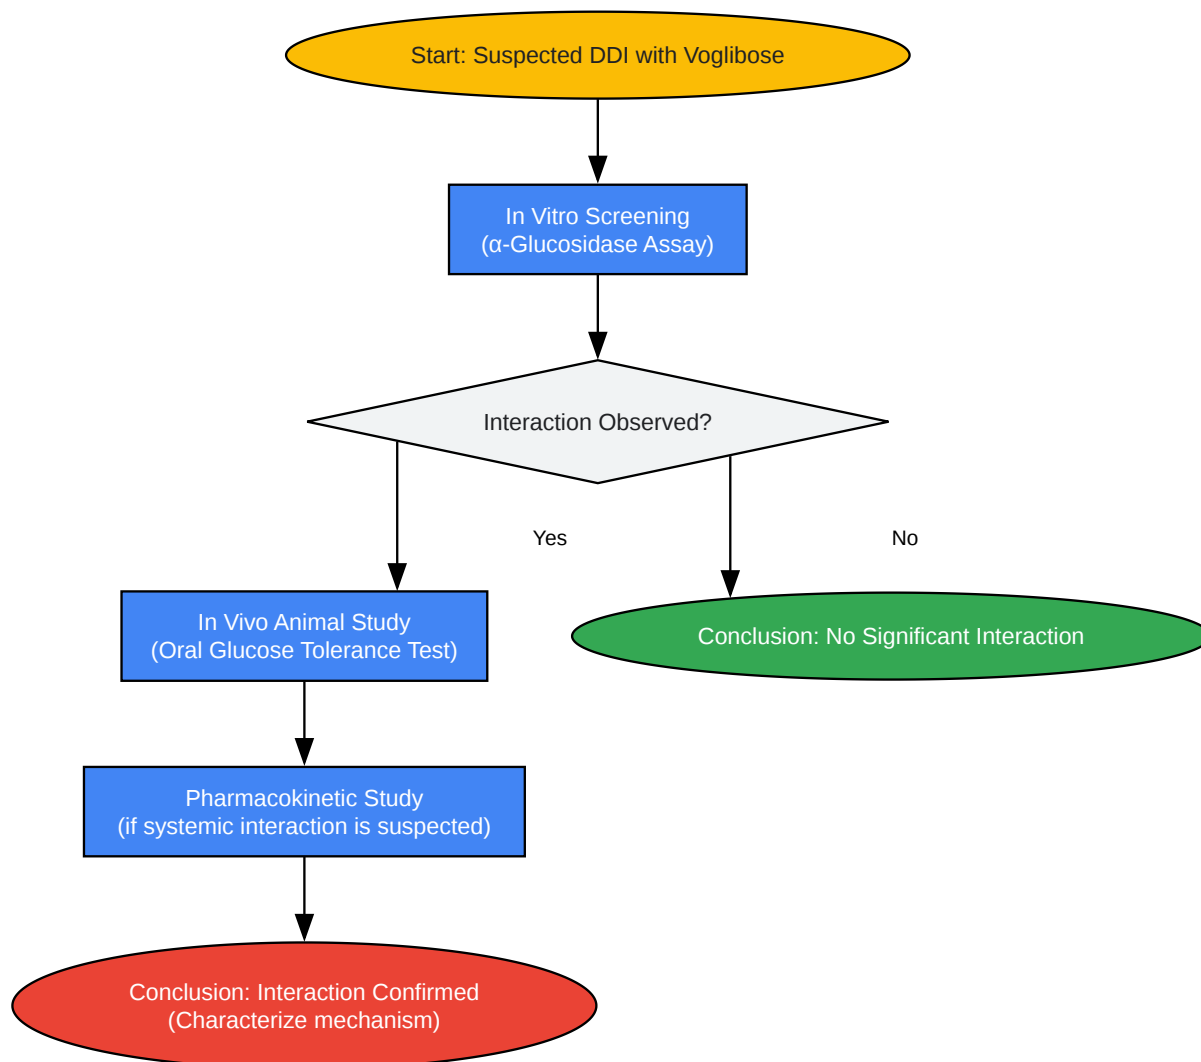 Start: Suspected DDI with Voglibose
In Vitro Screening
(α-Glucosidase Assay)
Interaction Observed?
Yes
No
In Vivo Animal Study
(Oral Glucose Tolerance Test)
Conclusion: No Significant Interaction
Pharmacokinetic Study
(if systemic interaction is suspected)
Conclusion: Interaction Confirmed
(Characterize mechanism)